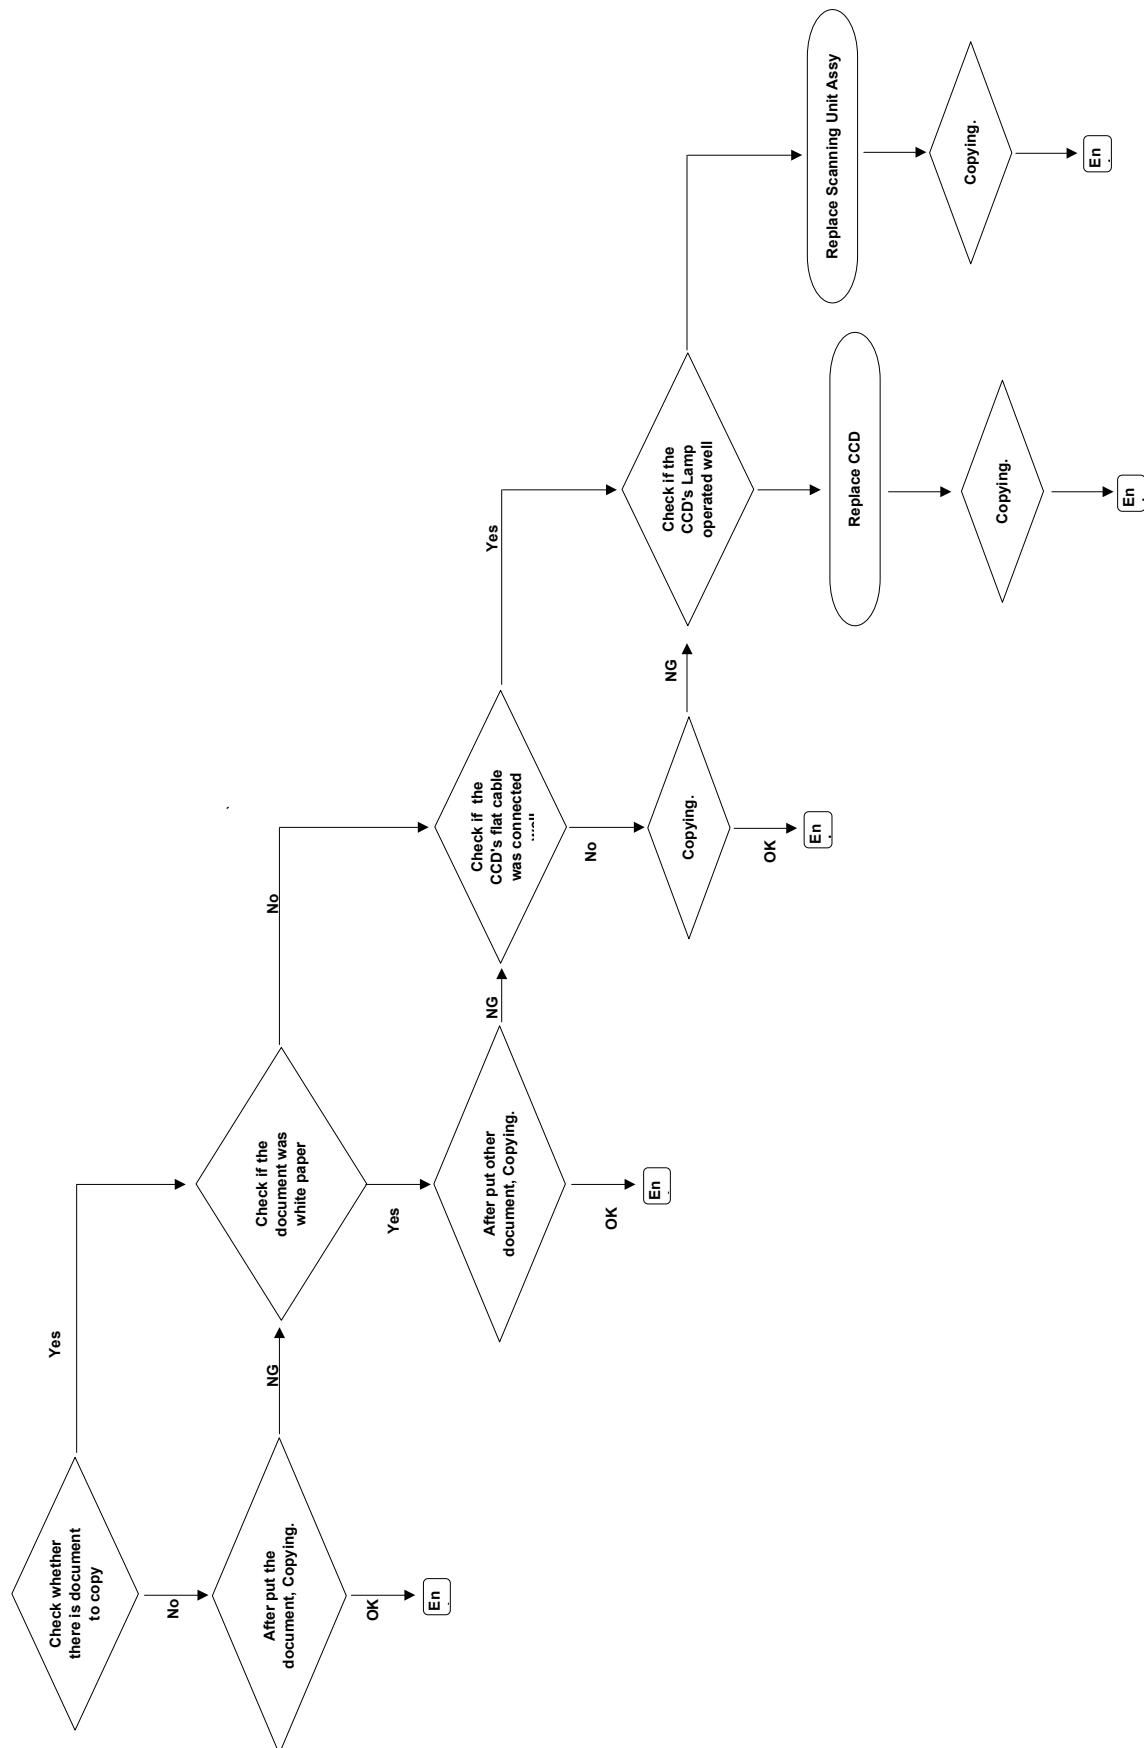 Check whether
there is document
to copy
Yes
No
After put the
document, Copying.
NG
OK
En
Check if the
document was
white paper
No
Yes
After put other
document, Copying.
NG
OK
En
Check if the
CCD's flat cable
was connected
Yes
No
Copying.
NG
OK
En
Check if the
CCD's Lamp
operated well
Replace CCD
Copying.
En
Replace Scanning Unit Assy
Copying.
En